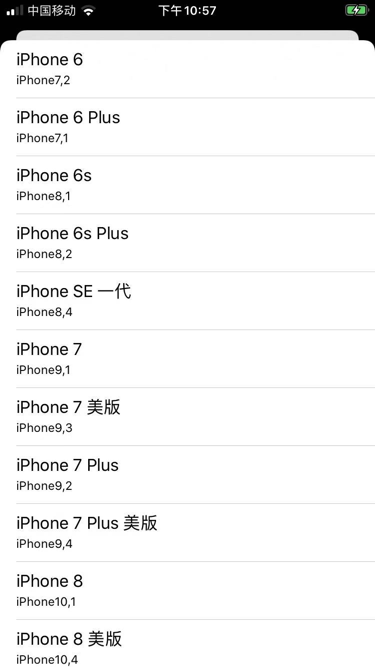 中国移动 下午10:57
iPhone 6
iPhone7,2
iPhone 6 Plus
iPhone7,1
iPhone 6s
iPhone8,1
iPhone 6s Plus
iPhone8,2
iPhone SE 一代
iPhone8,4
iPhone 7
iPhone9,1
iPhone 7 美版
iPhone9,3
iPhone 7 Plus
iPhone9,2
iPhone 7 Plus 美版
iPhone9,4
iPhone 8
iPhone10,1
iPhone 8 美版
iPhone10,4